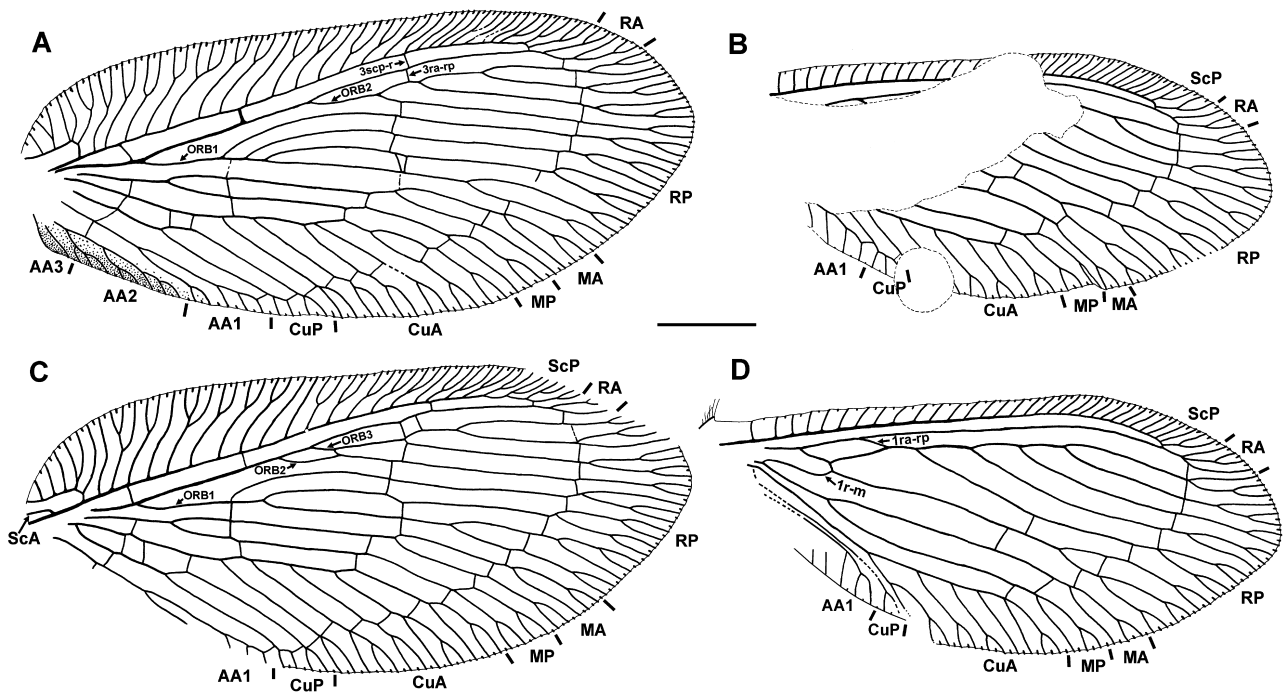 A
RA
3scp-r
3ra-rp
ORB2
ORB1
RP
MA
MP
CuA
CuP
AA1
AA2
AA3
B
ScP
RA
RP
MA
MP
CuA
CuP
AA1
C
ScP
RA
ORB3
ORB2
ORB1
ScA
RP
MA
MP
CuA
CuP
AA1
D
ScP
RA
1ra-rp
1r-m
RP
MA
MP
CuA
CuP
AA1